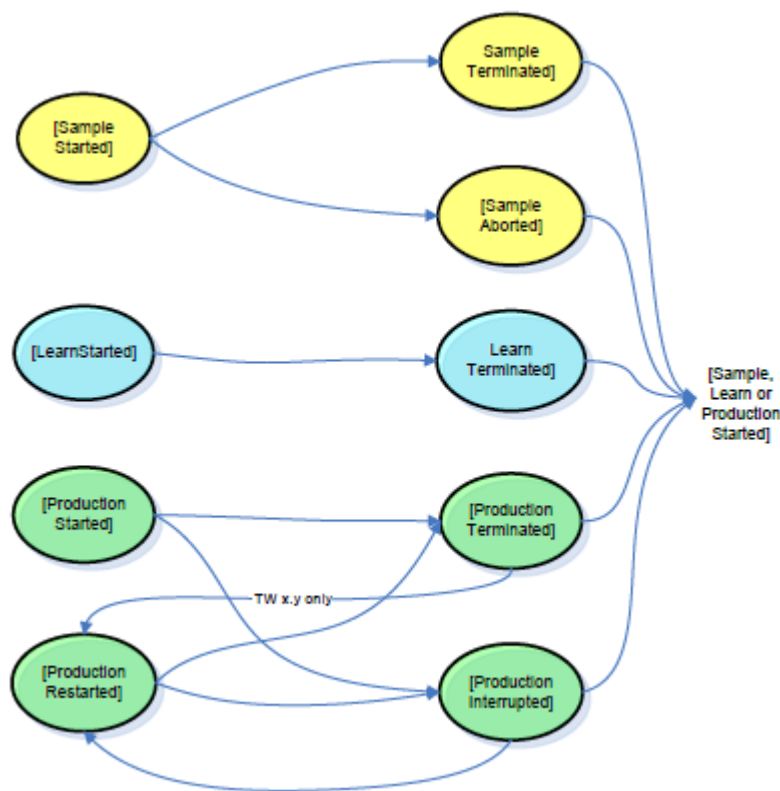 Sample
Terminated]
[Sample
Started]
[Sample
Aborted]
[LearnStarted]
Learn
Terminated]
[Sample,
Learn or
Production
Started]
[Production
Started]
[Production
Terminated]
TW x.y only
[Production
Restarted]
[Production
Interrupted]